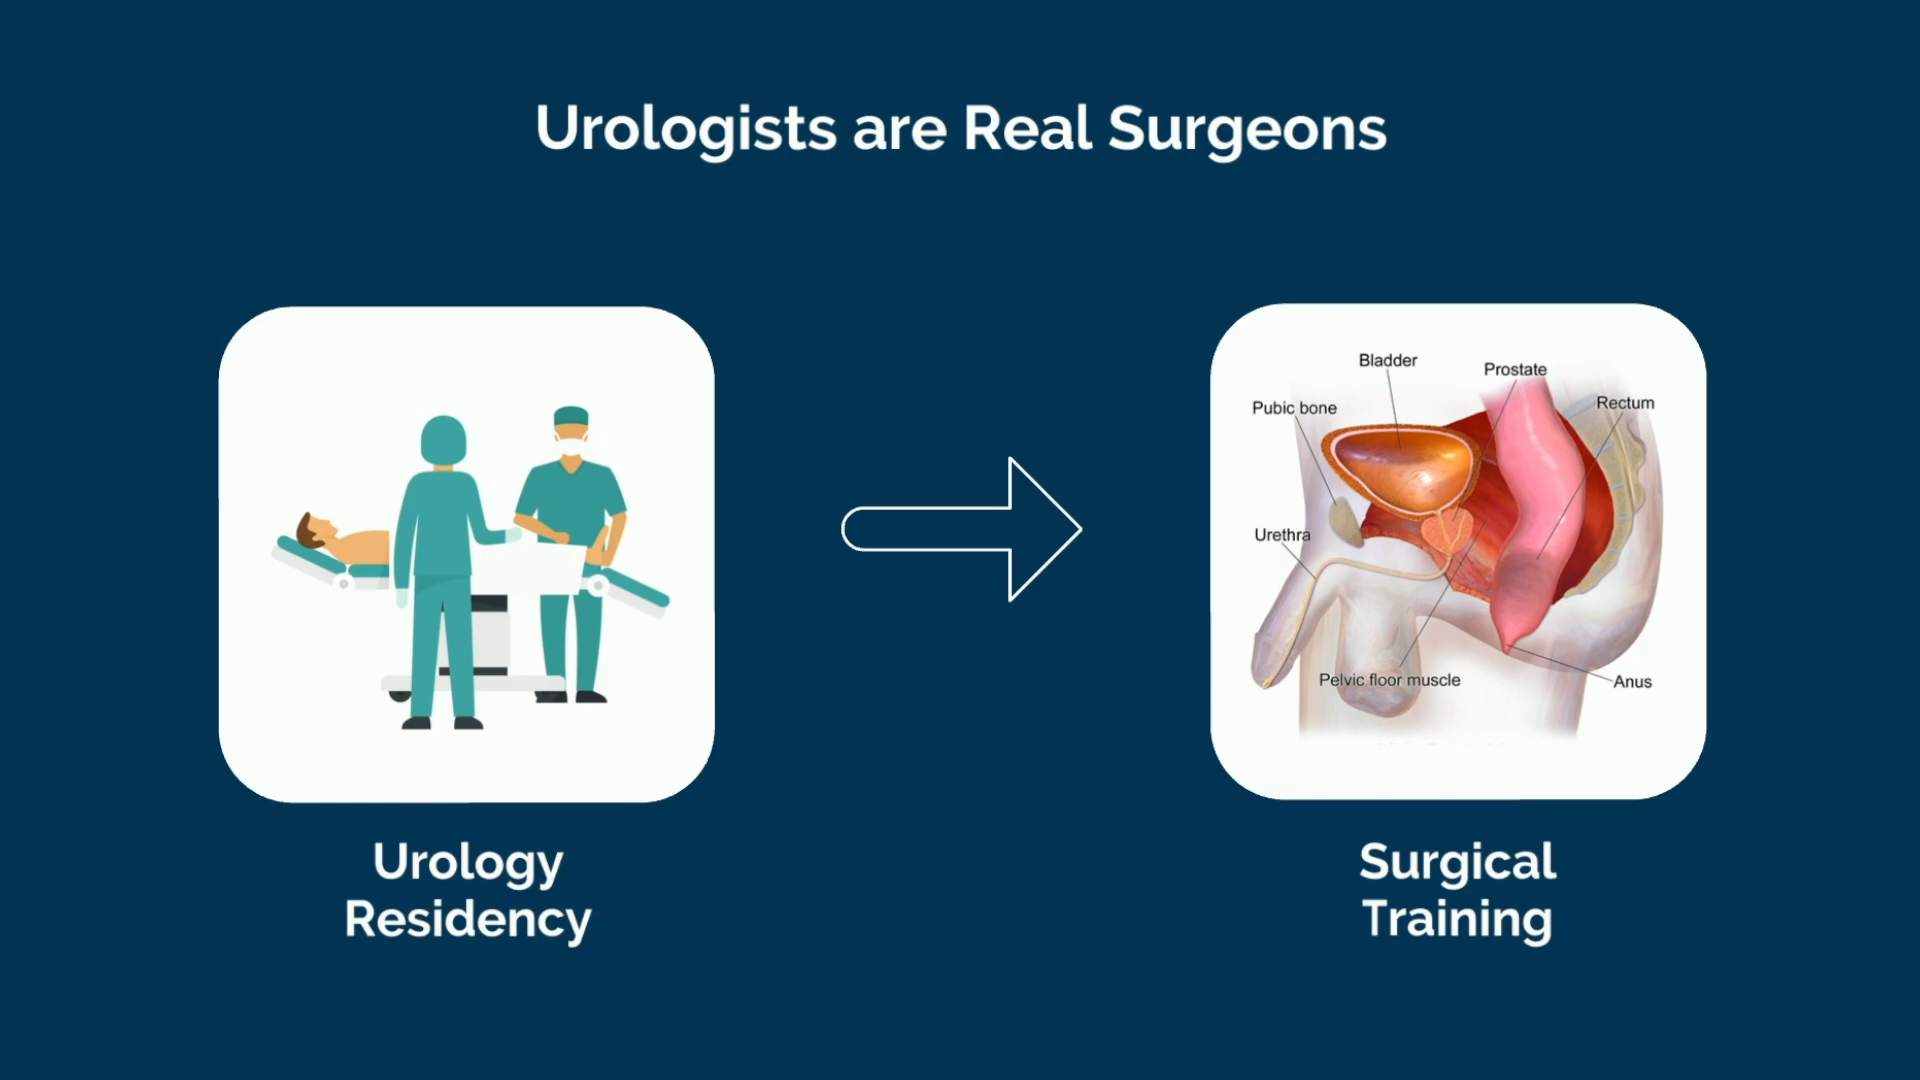 Urologists are Real Surgeons
Bladder
Prostate
Pubic bone
Rectum
Urethra
Pelvic floor muscle
Anus
Urology
Residency
Surgical
Training